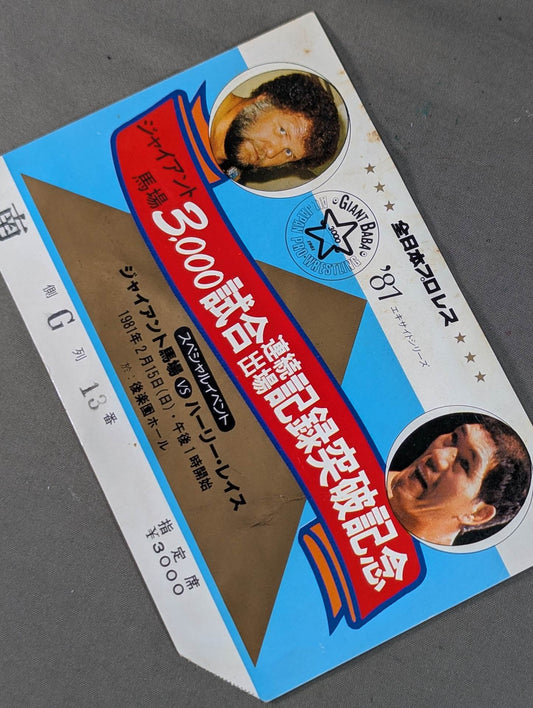 全日本プロレス
'81
エキサイトシリーズ
GIANT BABA
ALL JAPAN PRO-WRESTLING
3000
1981
ジャイアント馬場
3,000試合連続出場記録突破記念
スペシャルイベント
ジャイアント馬場 VS ハーリー・レイス
1981年2月15日(日)・午後1時開始
於:後楽園ホール
指定席
¥3000
南側 G列 13番